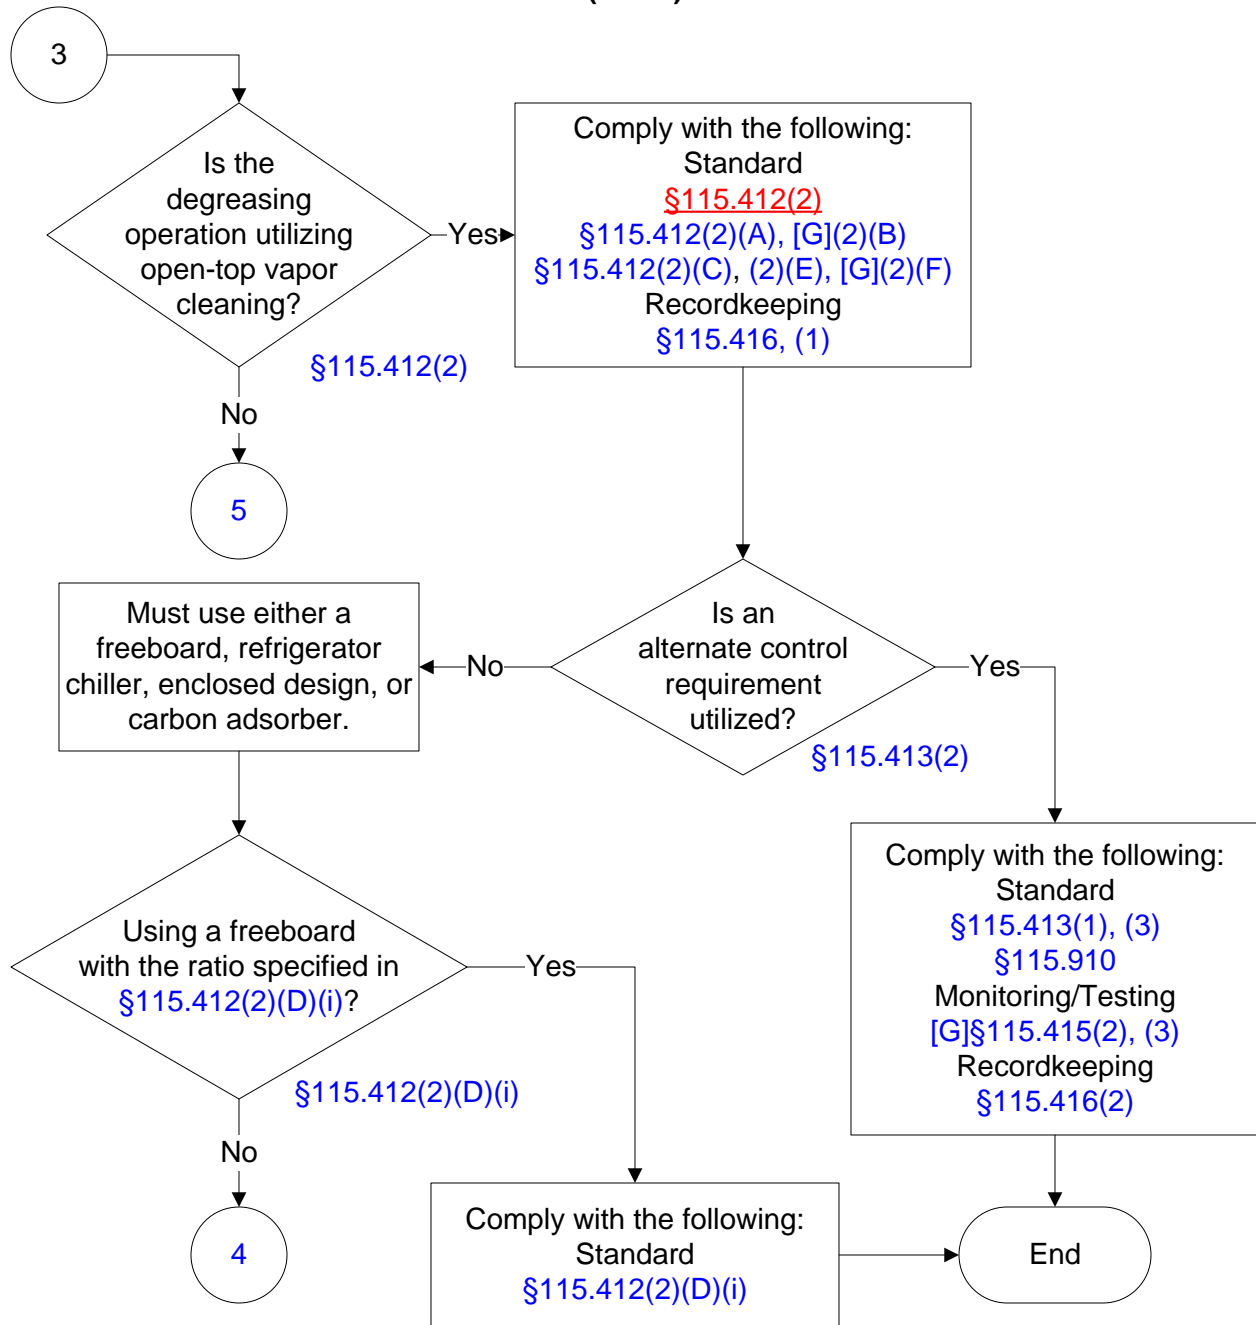 3
Is the
degreasing
operation utilizing
open-top vapor
cleaning?
§115.412(2)
Yes
Comply with the following:
Standard
§115.412(2)
§115.412(2)(A), [G](2)(B)
§115.412(2)(C), (2)(E), [G](2)(F)
Recordkeeping
§115.416, (1)
No
5
Is an
alternate control
requirement
utilized?
§115.413(2)
No
Must use either a
freeboard, refrigerator
chiller, enclosed design, or
carbon adsorber.
Yes
Comply with the following:
Standard
§115.413(1), (3)
§115.910
Monitoring/Testing
[G]§115.415(2), (3)
Recordkeeping
§115.416(2)
Using a freeboard
with the ratio specified in
§115.412(2)(D)(i)?
§115.412(2)(D)(i)
Yes
No
4
Comply with the following:
Standard
§115.412(2)(D)(i)
End